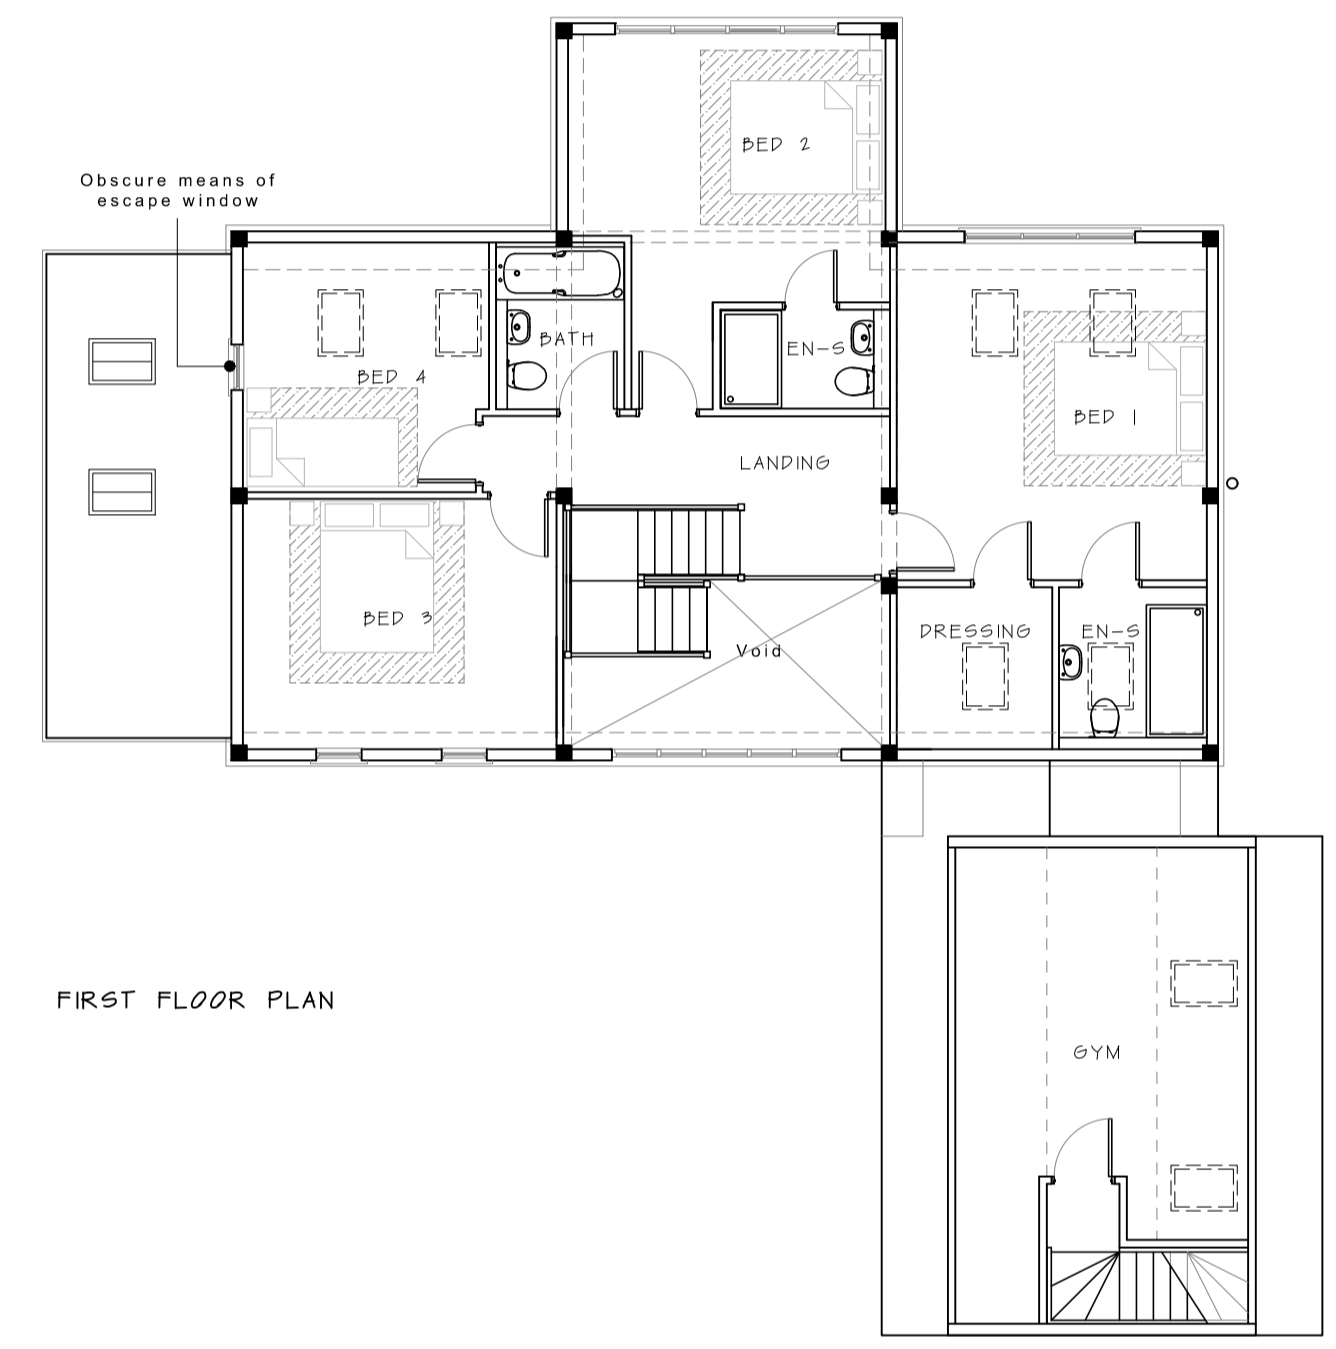 BED 2
Obscure means of
escape window
BATH
EN-S
BED 4
BED 1
LANDING
BED 3
DRESSING
EN-S
Void
FIRST FLOOR PLAN
GYM